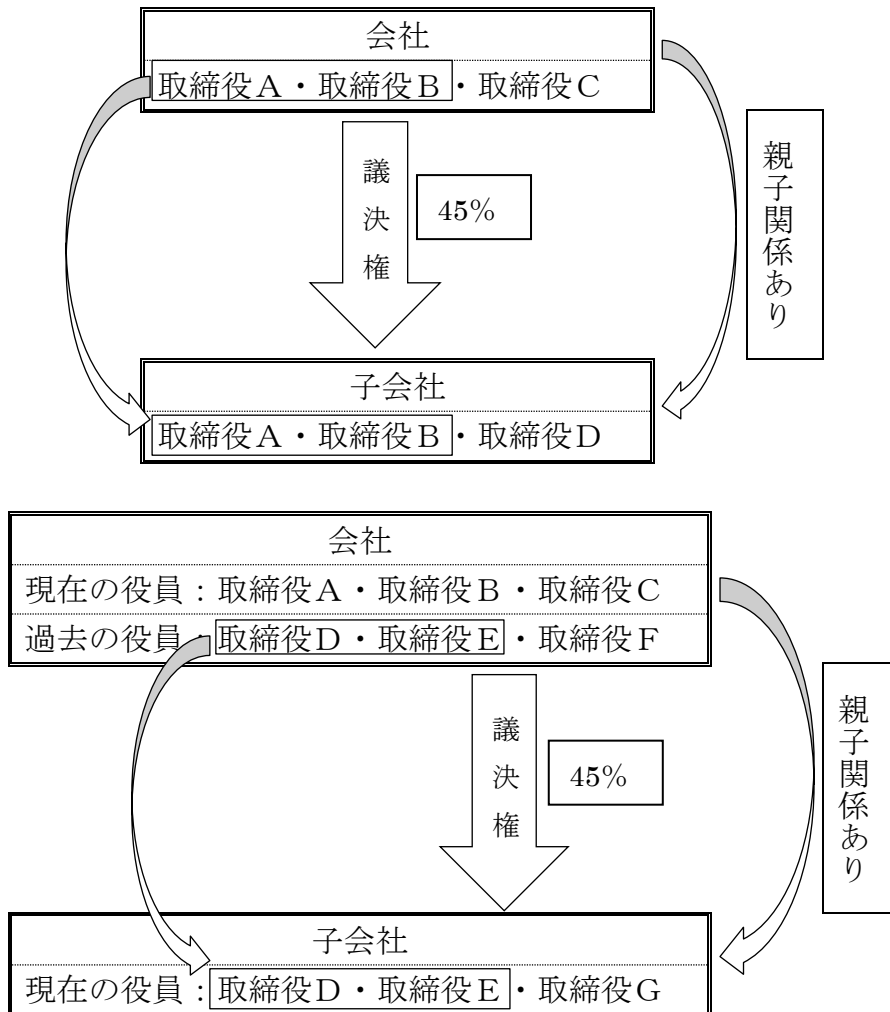 会社
取締役A・取締役B・取締役C
議決権
45%
親子関係あり
子会社
取締役A・取締役B・取締役D
会社
現在の役員：取締役A・取締役B・取締役C
過去の役員：取締役D・取締役E・取締役F
議決権
45%
親子関係あり
子会社
現在の役員：取締役D・取締役E・取締役G